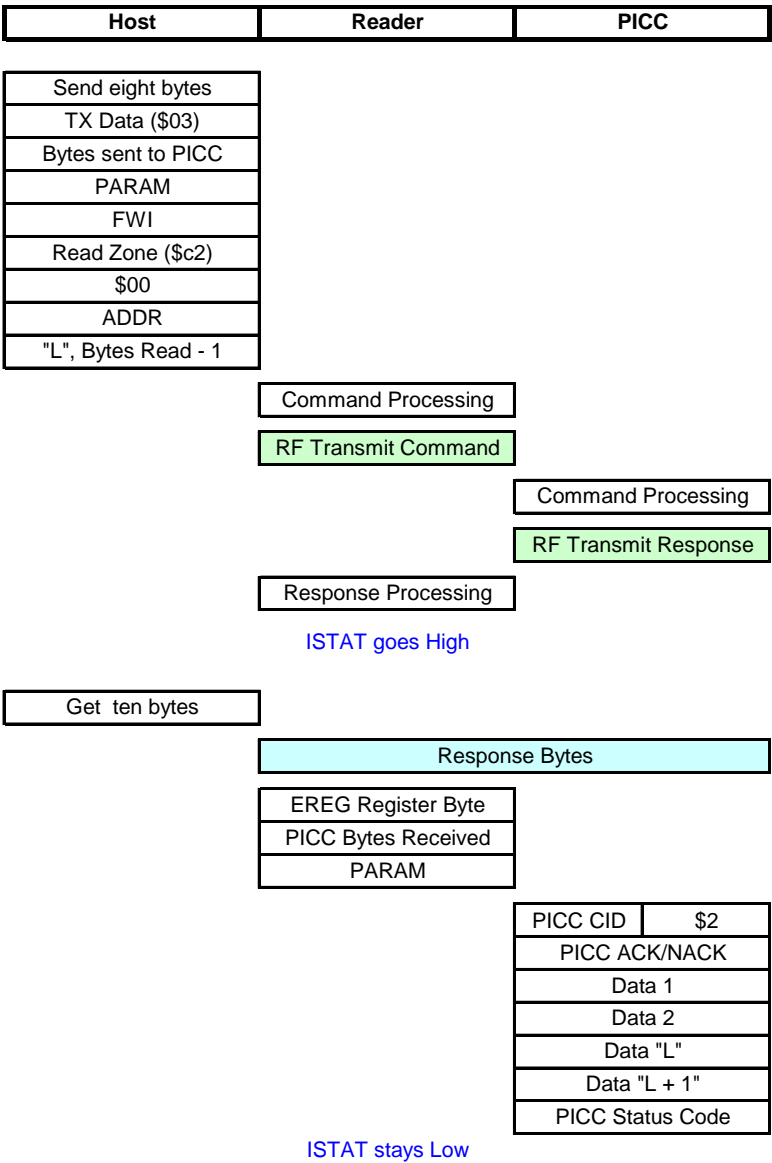 Host Reader PICC
Send eight bytes
TX Data ($03)
Bytes sent to PICC
PARAM
FWI
Read Zone ($c2)
$00
ADDR
"L", Bytes Read - 1
Command Processing
RF Transmit Command
Command Processing
RF Transmit Response
Response Processing
ISTAT goes High
Get ten bytes
Response Bytes
EREG Register Byte
PICC Bytes Received
PARAM
PICC CID $2
PICC ACK/NACK
Data 1
Data 2
Data "L"
Data "L + 1"
PICC Status Code
ISTAT stays Low